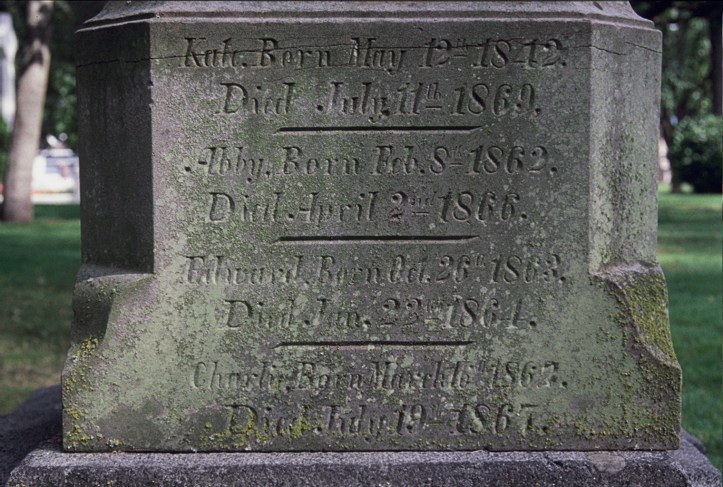 Kate. Born May 12th 1842.
Died July, 11th 1869.
Abby, Born Feb. 8th 1862.
Died April 2nd 1866.
Edward, Born Oct. 26th 1863.
Died Jan. 23rd 1864.
Charlie, Born March 16th
Died July 19th 1867.